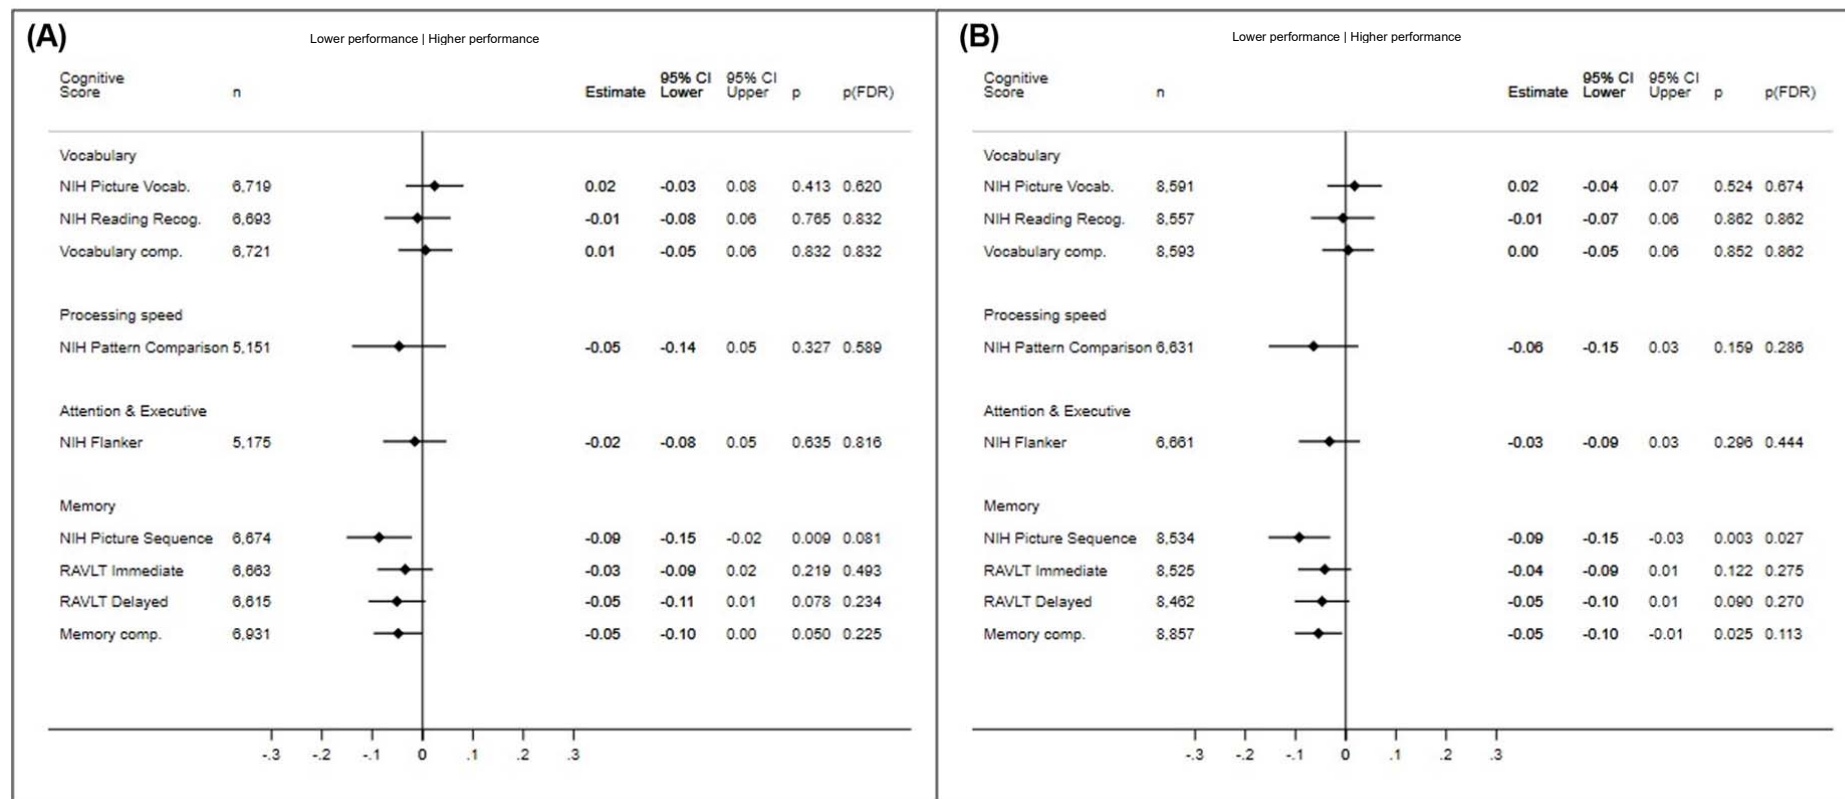 (A)
Lower performance | Higher performance
Cognitive Score n Estimate 95% CI Lower 95% CI Upper p p(FDR)
Vocabulary
NIH Picture Vocab. 6,719 0.02 -0.03 0.08 0.413 0.620
NIH Reading Recog. 6,693 -0.01 -0.08 0.06 0.765 0.832
Vocabulary comp. 6,721 0.01 -0.05 0.06 0.832 0.832
Processing speed
NIH Pattern Comparison 5,151 -0.05 -0.14 0.05 0.327 0.589
Attention & Executive
NIH Flanker 5,175 -0.02 -0.08 0.05 0.635 0.816
Memory
NIH Picture Sequence 6,674 -0.09 -0.15 -0.02 0.009 0.081
RAVLT Immediate 6,663 -0.03 -0.09 0.02 0.219 0.493
RAVLT Delayed 6,615 -0.05 -0.11 0.01 0.078 0.234
Memory comp. 6,931 -0.05 -0.10 0.00 0.050 0.225
-.3 -.2 -.1 0 .1 .2 .3
(B)
Lower performance | Higher performance
Cognitive Score n Estimate 95% CI Lower 95% CI Upper p p(FDR)
Vocabulary
NIH Picture Vocab. 8,591 0.02 -0.04 0.07 0.524 0.674
NIH Reading Recog. 8,557 -0.01 -0.07 0.06 0.862 0.862
Vocabulary comp. 8,593 0.00 -0.05 0.06 0.852 0.862
Processing speed
NIH Pattern Comparison 6,631 -0.06 -0.15 0.03 0.159 0.286
Attention & Executive
NIH Flanker 6,661 -0.03 -0.09 0.03 0.296 0.444
Memory
NIH Picture Sequence 8,534 -0.09 -0.15 -0.03 0.003 0.027
RAVLT Immediate 8,525 -0.04 -0.09 0.01 0.122 0.275
RAVLT Delayed 8,462 -0.05 -0.10 0.01 0.090 0.270
Memory comp. 8,857 -0.05 -0.10 -0.01 0.025 0.113
-.3 -.2 -.1 0 .1 .2 .3